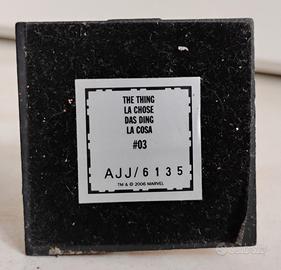 THE THING
LA CHOSE
DAS DING
LA COSA
#03
AJJ/6135
TM & © 2006 MARVEL